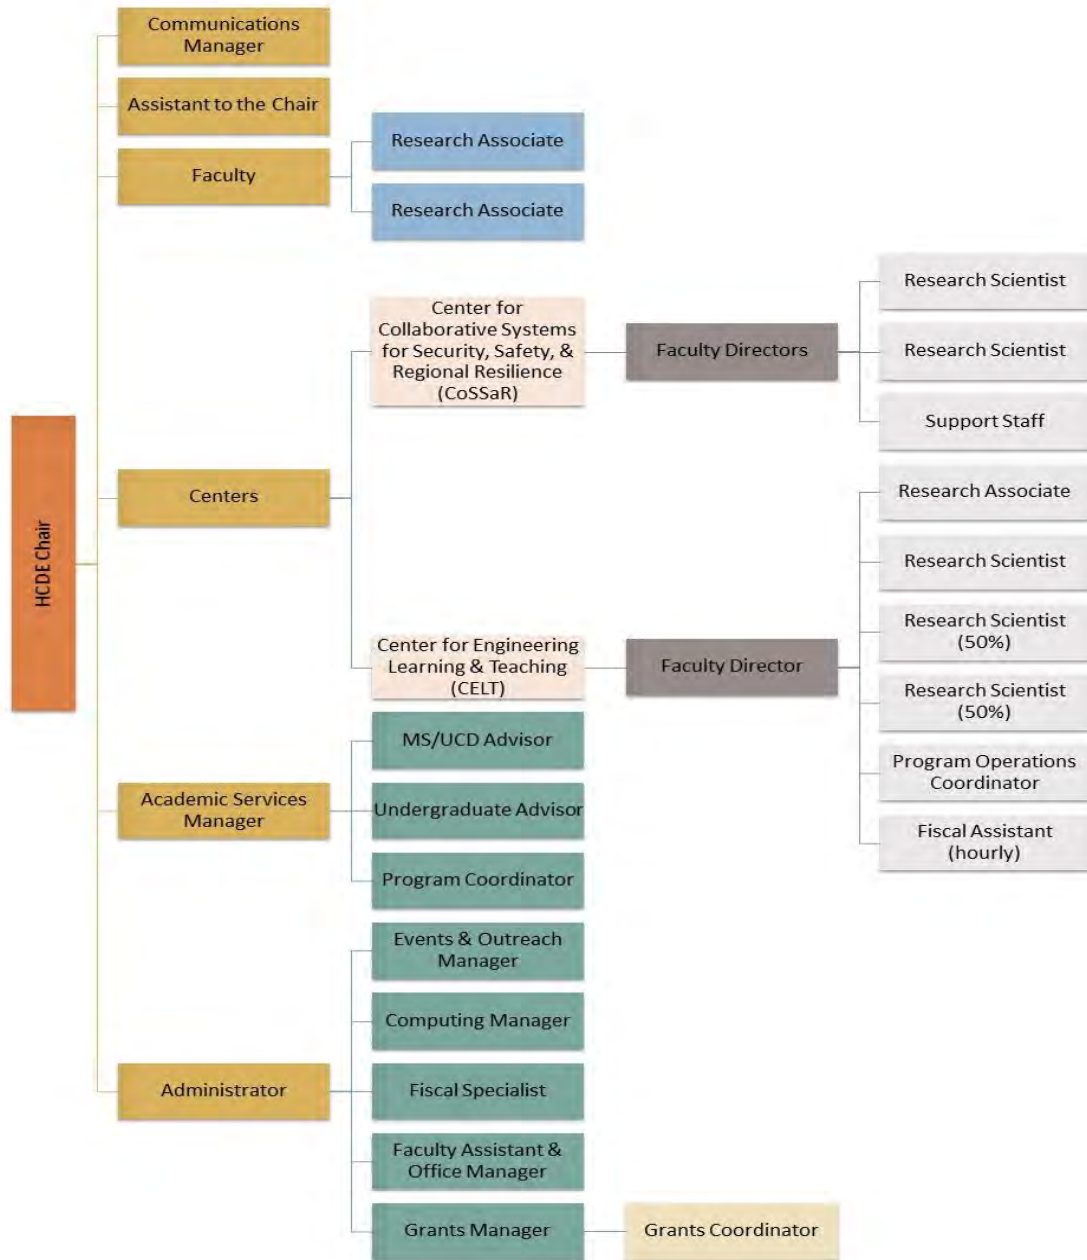 Communications
Manager
Assistant to the Chair
Faculty
Research Associate
Research Associate
Center for
Collaborative Systems
for Security, Safety, &
Regional Resilience
(CoSSaR)
Faculty Directors
Research Scientist
Research Scientist
Support Staff
HCDE Chair
Centers
Center for Engineering
Learning & Teaching
(CELT)
Faculty Director
Research Associate
Research Scientist
Research Scientist
(50%)
Research Scientist
(50%)
Program Operations
Coordinator
Fiscal Assistant
(hourly)
Academic Services
Manager
MS/UCD Advisor
Undergraduate Advisor
Program Coordinator
Administrator
Events & Outreach
Manager
Computing Manager
Fiscal Specialist
Faculty Assistant &
Office Manager
Grants Manager
Grants Coordinator